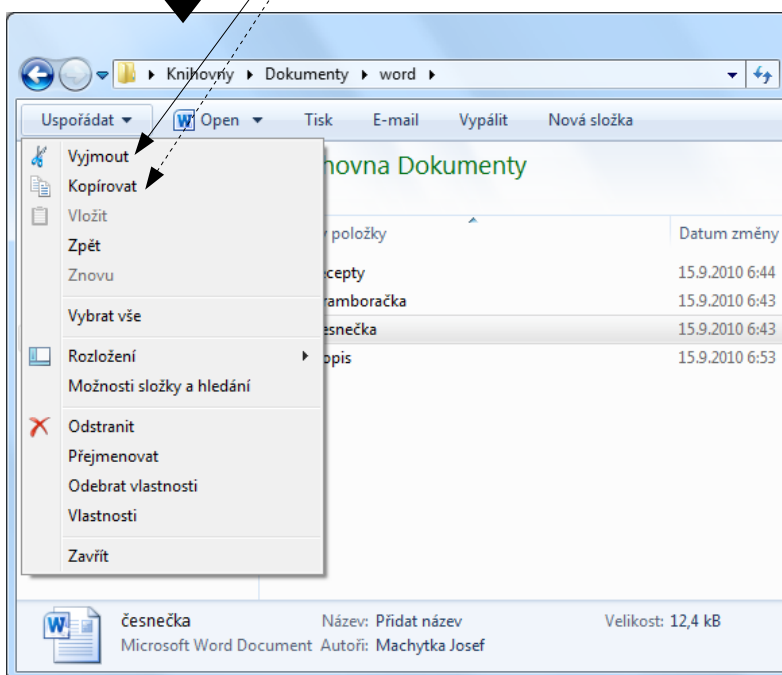 Knihovny Dokumenty word
Uspořádat Open Tisk E-mail Vypálit Nová složka
Vyjmout
Kopírovat
Vložit
Zpět
Znovu
Vybrat vše
Rozložení
Možnosti složky a hledání
Odstranit
Přejmenovat
Odebrat vlastnosti
Vlastnosti
Zavřít
hovna Dokumenty
položky Datum změny
ecepty 15.9.2010 6:44
ramboračka 15.9.2010 6:43
esnečka 15.9.2010 6:43
opis 15.9.2010 6:53
česnečka Název: Přidat název Velikost: 12,4 kB
Microsoft Word Document Autoři: Machytka Josef